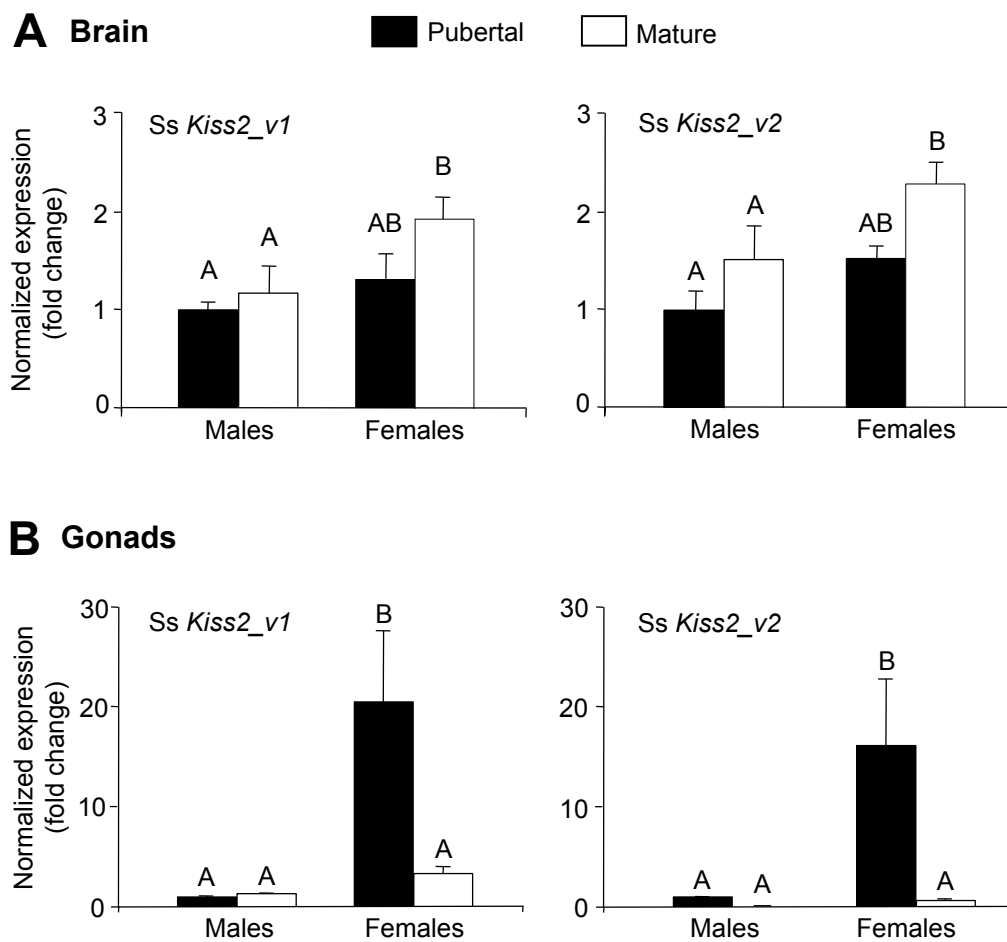 A Brain
Pubertal
Mature
Normalized expression
(fold change)
3
2
1
0
Ss Kiss2_v1
A
A
AB
B
Males
Females
3
2
1
0
Ss Kiss2_v2
A
A
AB
B
Males
Females
B Gonads
Normalized expression
(fold change)
30
20
10
0
Ss Kiss2_v1
A
A
B
A
Males
Females
30
20
10
0
Ss Kiss2_v2
A
A
B
A
Males
Females